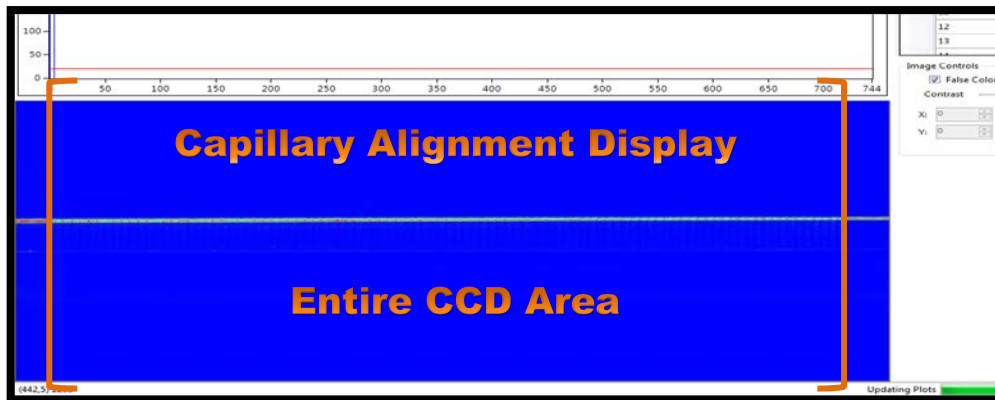 100
50
0
50 100 150 200 250 300 350 400 450 500 550 600 650 700 744
12
13
Image Controls
False Color
Contrast
X: 0
Y: 0
Capillary Alignment Display
Entire CCD Area
Updating Plots